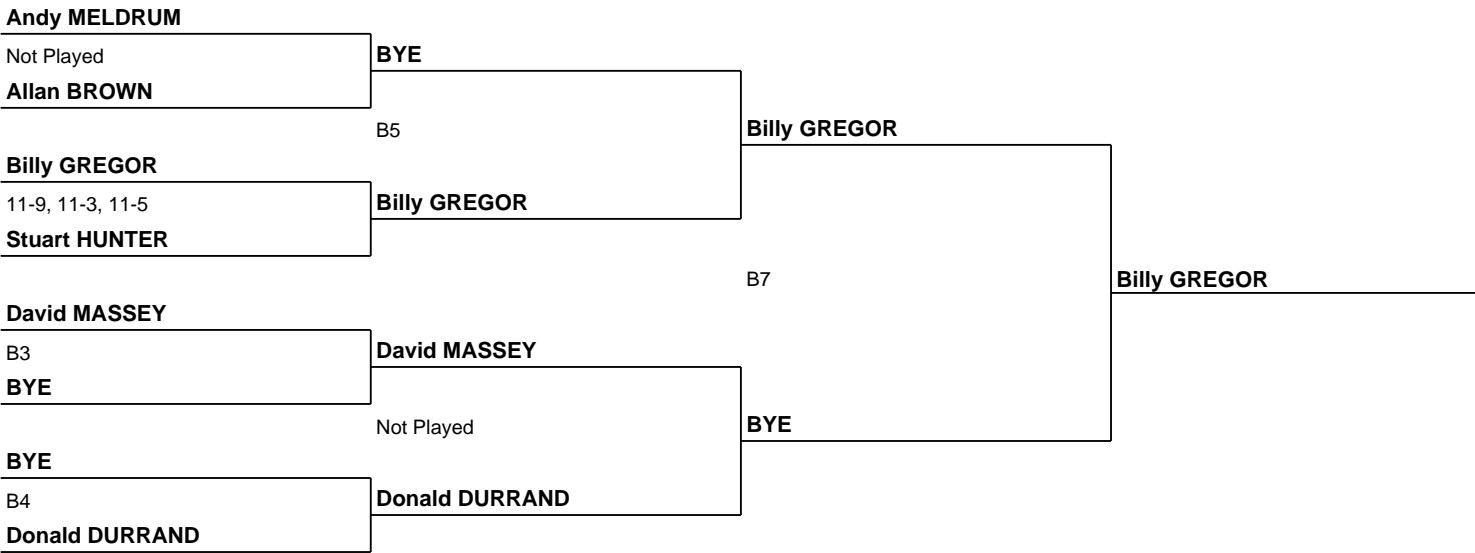 Andy MELDRUM
Not Played
BYE
Allan BROWN
B5
Billy GREGOR
Billy GREGOR
11-9, 11-3, 11-5
Billy GREGOR
Stuart HUNTER
B7
Billy GREGOR
David MASSEY
B3
David MASSEY
BYE
Not Played
BYE
BYE
B4
Donald DURRAND
Donald DURRAND